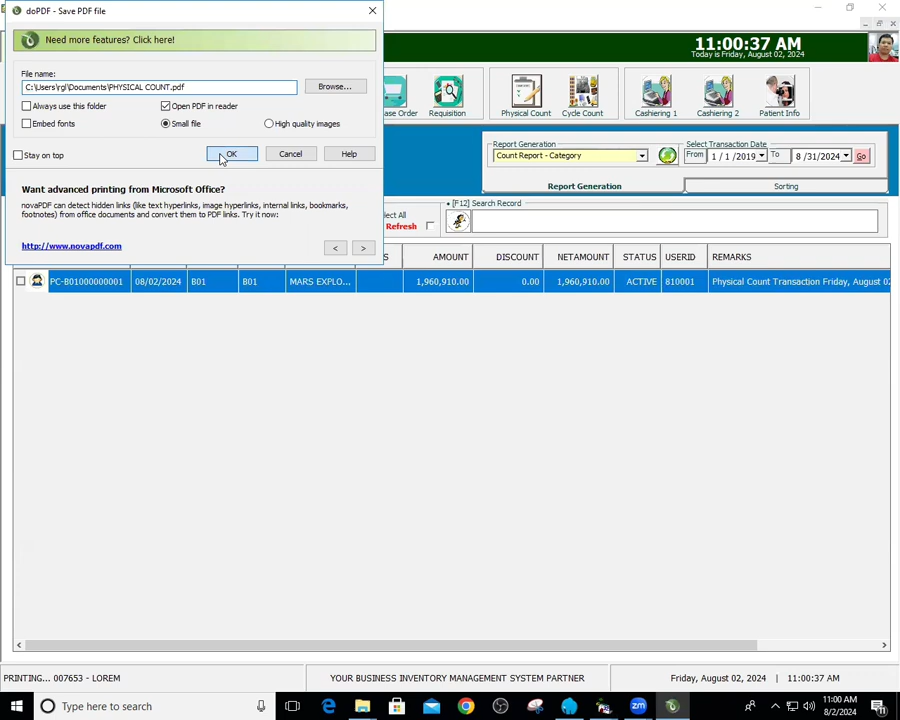 doPDF - Save PDF file
Need more features? Click here!
File name:
C:\Users\rgl\Documents\PHYSICAL COUNT.pdf
Browse...
Always use this folder
Open PDF in reader
Embed fonts
Small file
High quality images
Stay on top
OK
Cancel
Help
Want advanced printing from Microsoft Office?
novaPDF can detect hidden links (like text hyperlinks, image hyperlinks, internal links, bookmarks,
footnotes) from office documents and convert them to PDF links. Try it now:
http://www.novapdf.com
<
>
11:00:37 AM
Today is Friday, August 02, 2024
ase Order
Requisition
Physical Count
Cycle Count
Cashiering 1
Cashiering 2
Patient Info
Report Generation
Count Report - Category
Select Transaction Date
From
1 / 1 /2019
To
8 /31/2024
Go
Report Generation
Sorting
lect All
Refresh
[F12] Search Record
S
AMOUNT
DISCOUNT
NETAMOUNT
STATUS
USERID
REMARKS
PC-B01000000001
08/02/2024
B01
B01
MARS EXPLO...
1,960,910.00
0.00
1,960,910.00
ACTIVE
810001
Physical Count Transaction Friday, August 02
PRINTING... 007653 - LOREM
YOUR BUSINESS INVENTORY MANAGEMENT SYSTEM PARTNER
Friday, August 02, 2024 | 11:00:37 AM
Type here to search
zm
11:00 AM
8/2/2024